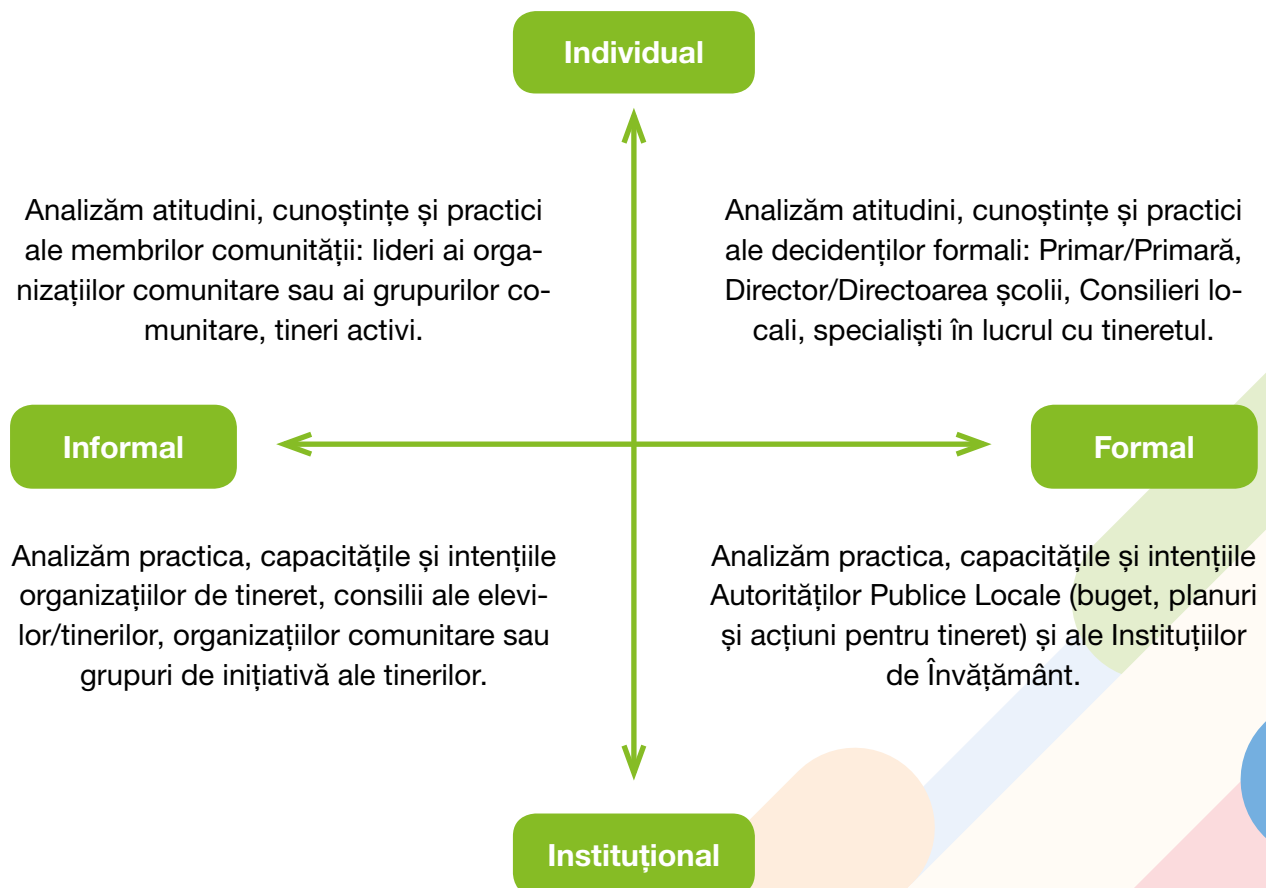 Individual
Analizăm atitudini, cunoștințe și practici
ale membrilor comunității: lideri ai orga-
nizațiilor comunitare sau ai grupurilor co-
munitare, tineri activi.
Analizăm atitudini, cunoștințe și practici
ale decidenților formali: Primar/Primară,
Director/Directoarea școlii, Consilieri lo-
cali, specialiști în lucrul cu tineretul.
Informal
Formal
Analizăm practica, capacitățile și intențiile
organizațiilor de tineret, consilii ale elevi-
lor/tinerilor, organizațiilor comunitare sau
grupuri de inițiativă ale tinerilor.
Analizăm practica, capacitățile și intențiile
Autorităților Publice Locale (buget, planuri
și acțiuni pentru tineret) și ale Instituțiilor
de Învățământ.
Instituțional